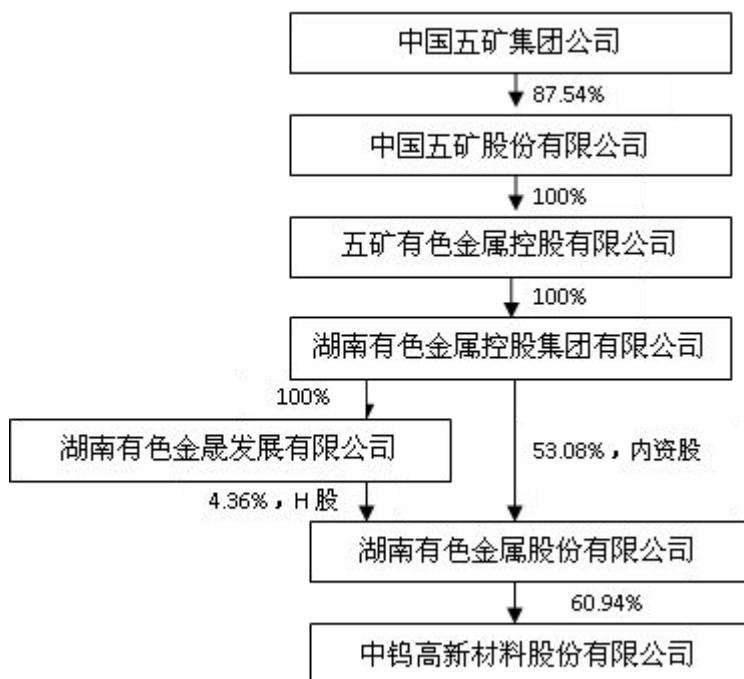 中国五矿集团公司
87.54%
中国五矿股份有限公司
100%
五矿有色金属控股有限公司
100%
湖南有色金属控股集团有限公司
100%
湖南有色金晟发展有限公司
53.08%，内资股
4.36%，H 股
湖南有色金属股份有限公司
60.94%
中钨高新材料股份有限公司